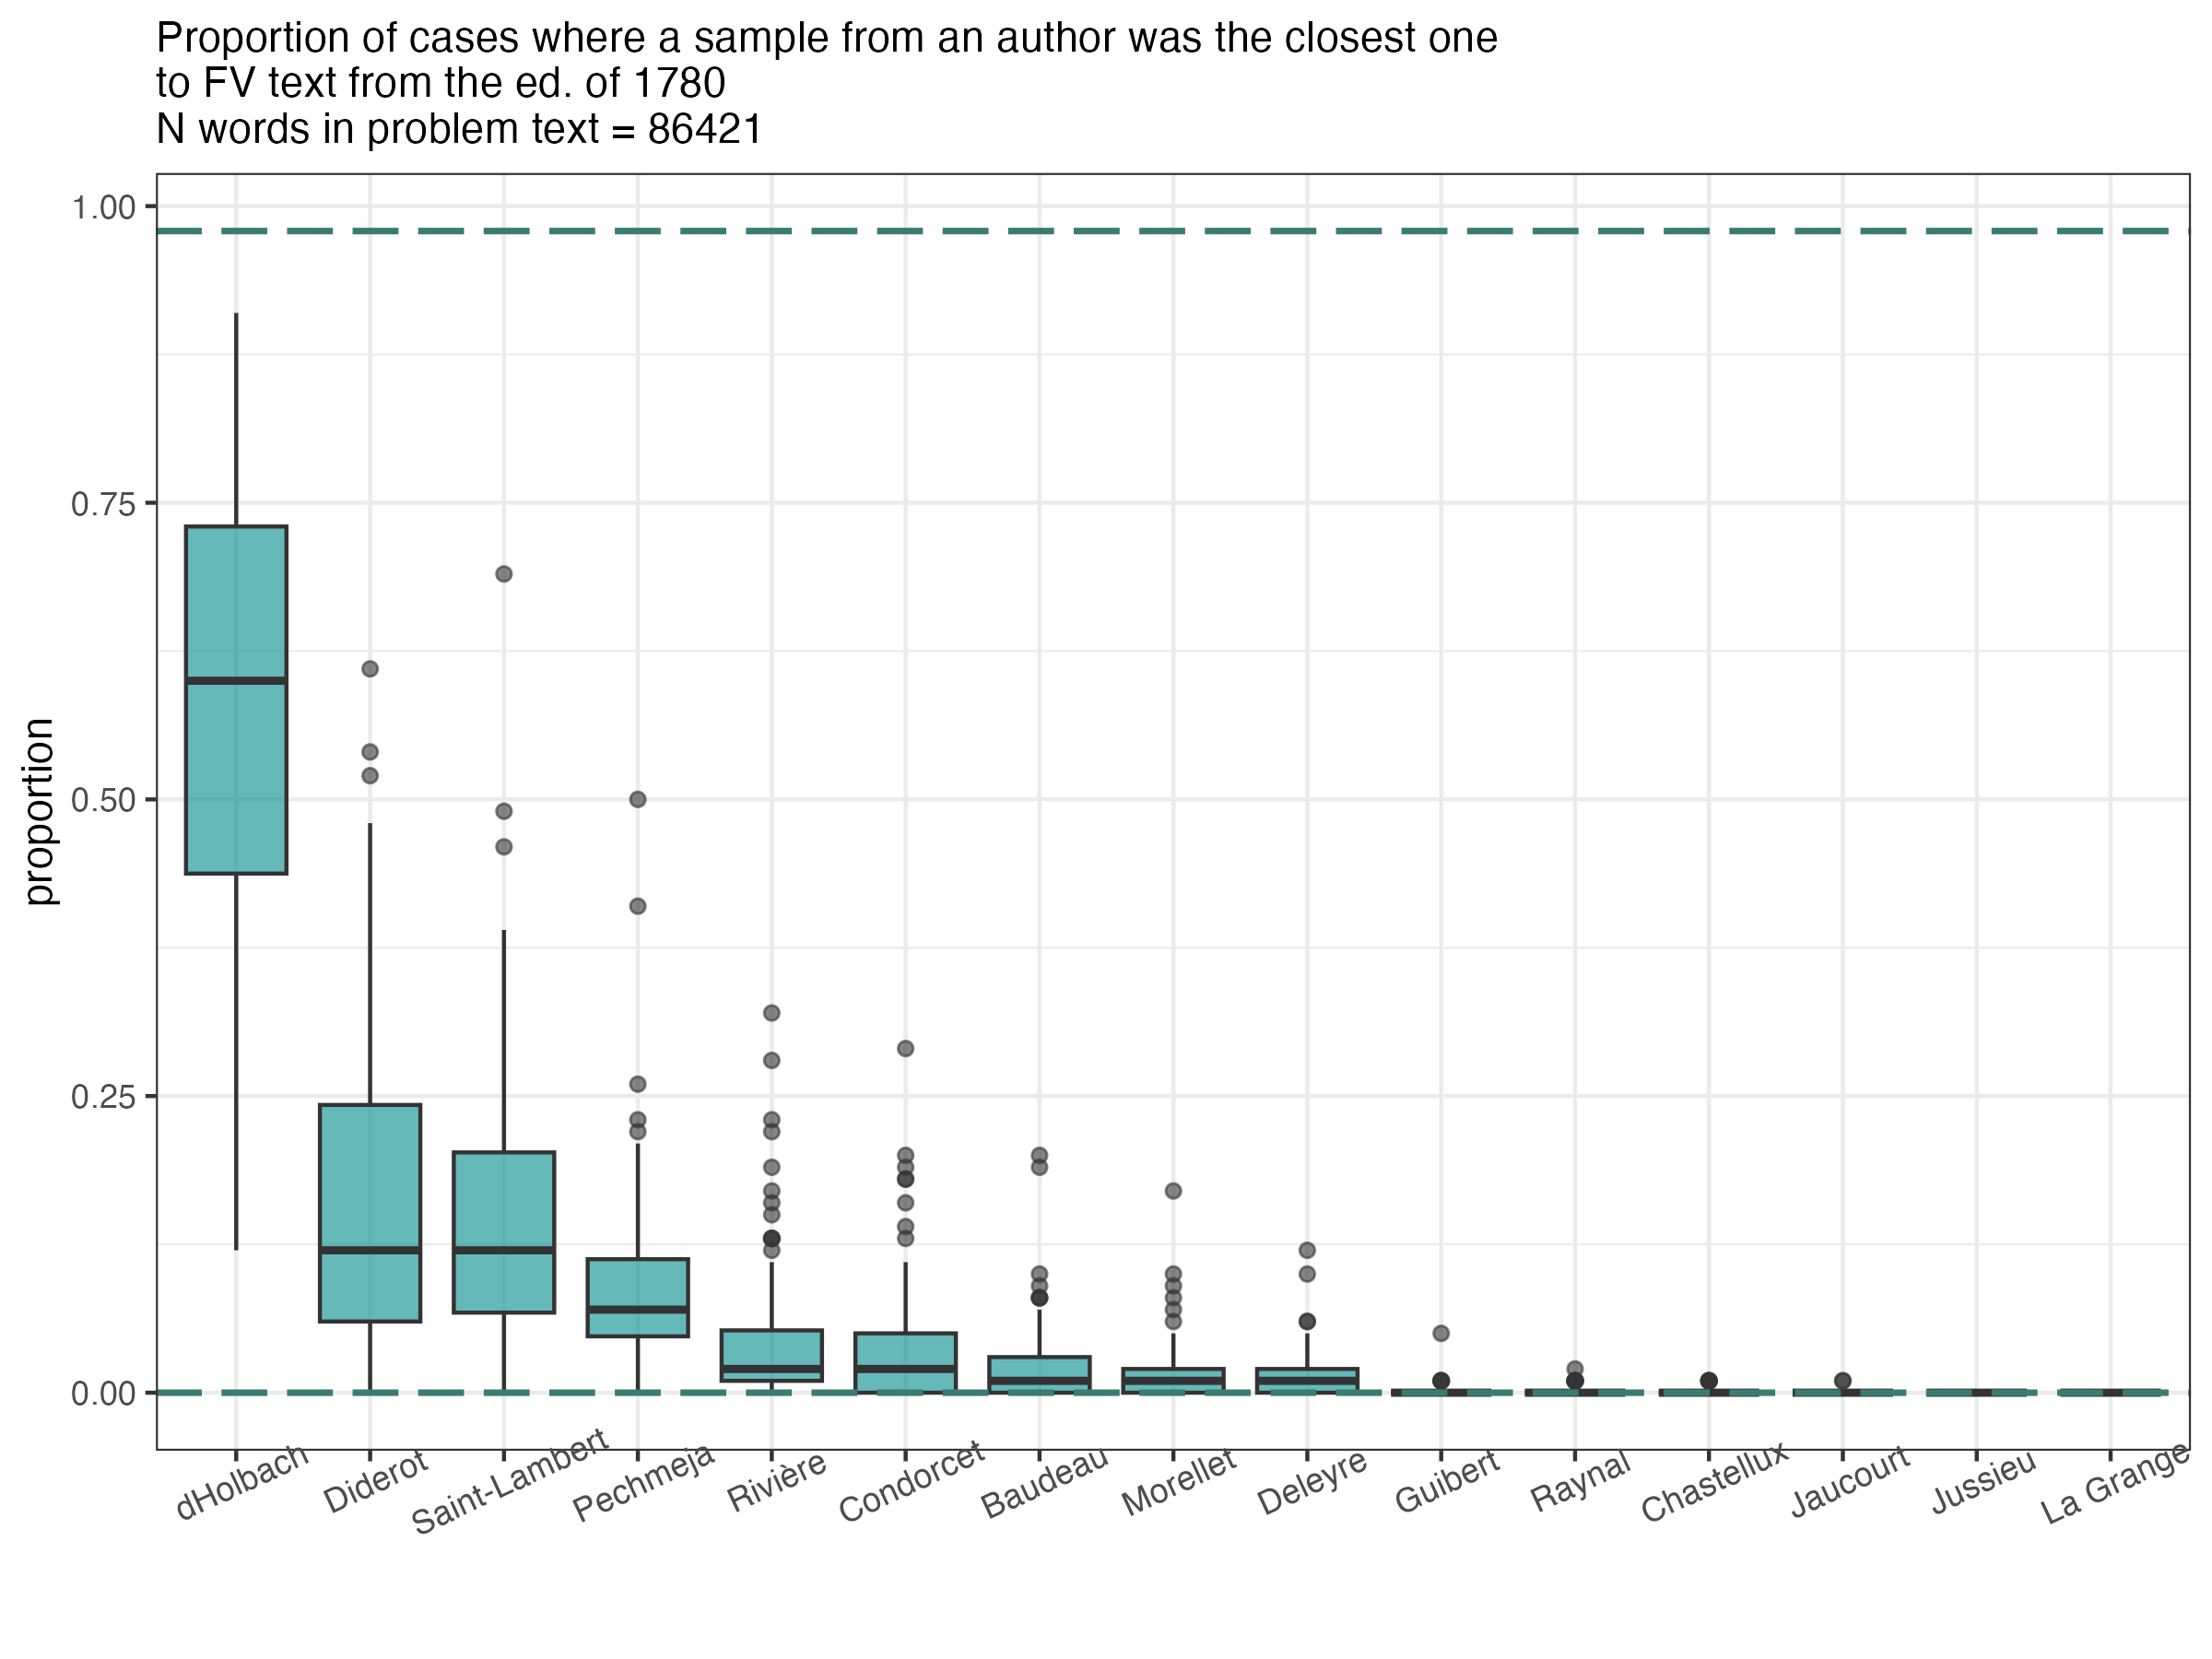 Proportion of cases where a sample from an author was the closest one
to FV text from the ed. of 1780
N words in problem text = 86421
proportion
1.00
0.75
0.50
0.25
0.00
dHolbach
Diderot
Saint-Lambert
Pechmeja
Rivière
Condorcet
Baudeau
Morellet
Deleyre
Guibert
Raynal
Chastellux
Jaucourt
Jussieu
La Grange